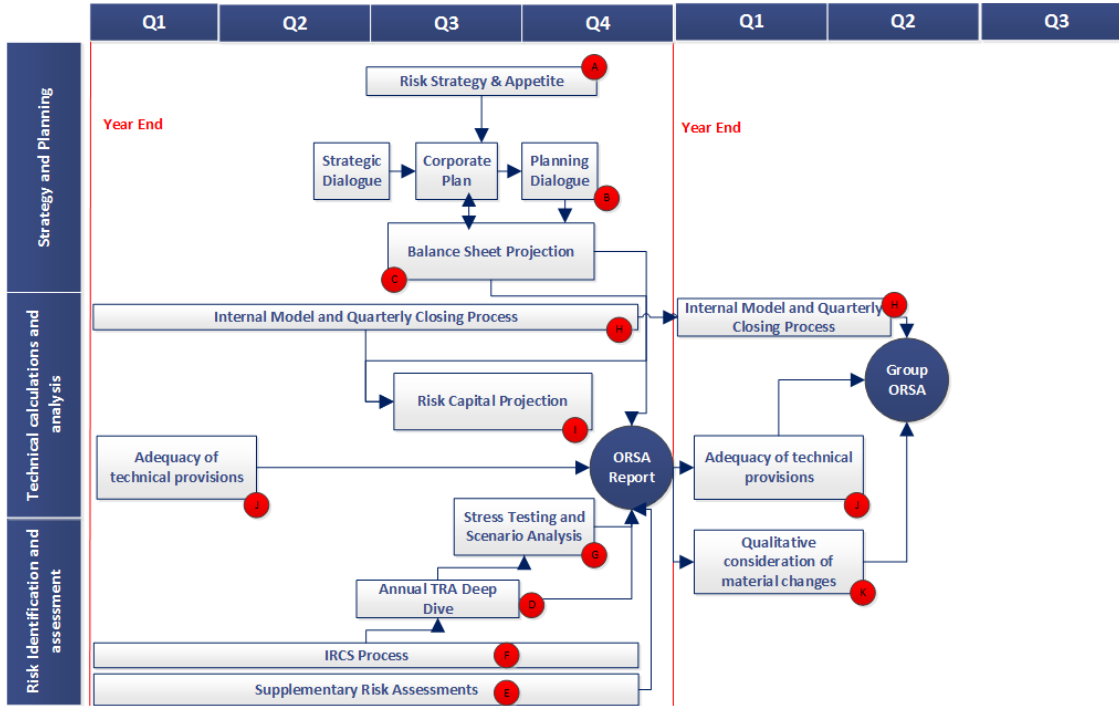 Q1
Q2
Q3
Q4
Q1
Q2
Q3
Strategy and Planning
A
Risk Strategy & Appetite
Year End
Year End
Strategic
Dialogue
Corporate
Plan
Planning
Dialogue
B
Balance Sheet Projection
C
Technical calculations and
analysis
Internal Model and Quarterly Closing Process
H
Internal Model and Quarterly
Closing Process
H
Group
ORSA
Risk Capital Projection
I
Adequacy of
technical provisions
J
ORSA
Report
Adequacy of technical
provisions
J
Risk Identification and
assessment
Stress Testing and
Scenario Analysis
G
Qualitative
consideration of
material changes
K
Annual TRA Deep
Dive
D
IRCS Process
F
Supplementary Risk Assessments
E